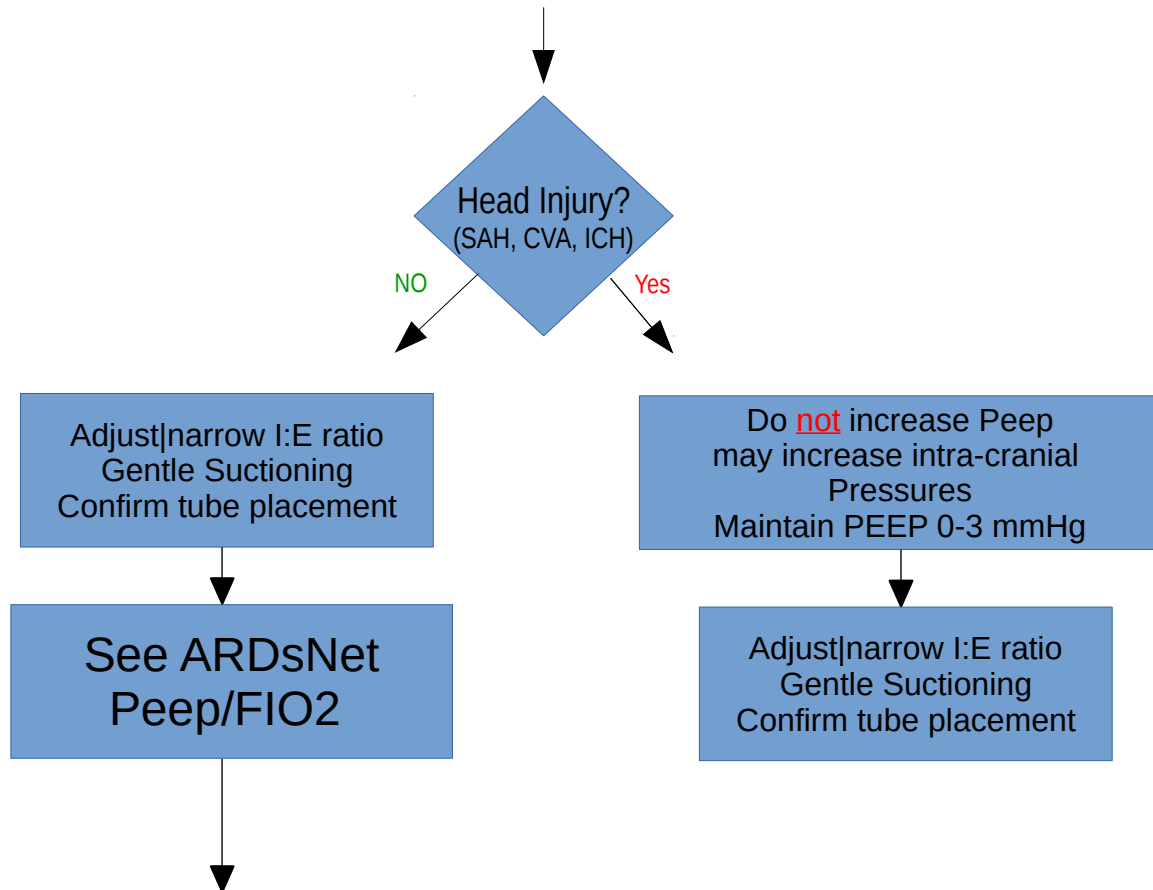 Head Injury?
(SAH, CVA, ICH)
NO
Yes
Adjust|narrow I:E ratio
Gentle Suctioning
Confirm tube placement
Do not increase Peep
may increase intra-cranial
Pressures
Maintain PEEP 0-3 mmHg
See ARDsNet
Peep/FIO2
Adjust|narrow I:E ratio
Gentle Suctioning
Confirm tube placement